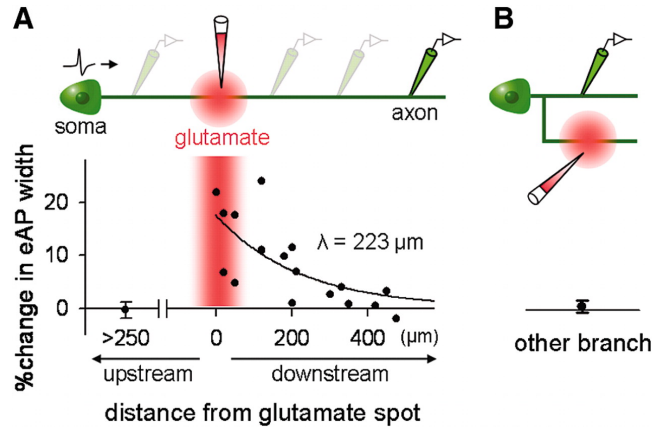 A
soma
glutamate
axon
%change in eAP width
20
10
0
λ = 223 μm
>250
0
200
400
(μm)
upstream
downstream
distance from glutamate spot
B
other branch